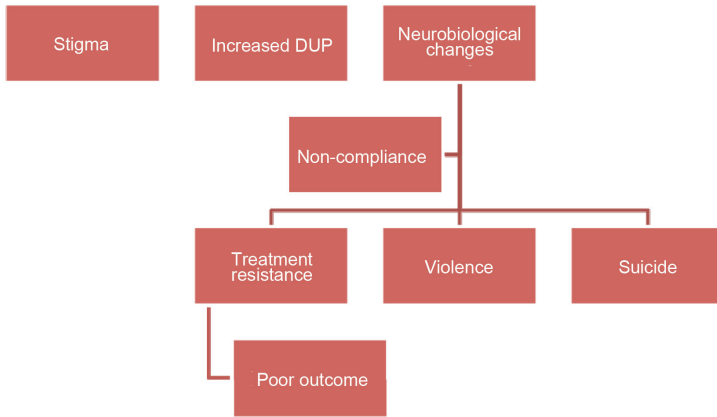 Stigma
Increased DUP
Neurobiological
changes
Non-compliance
Treatment
resistance
Violence
Suicide
Poor outcome